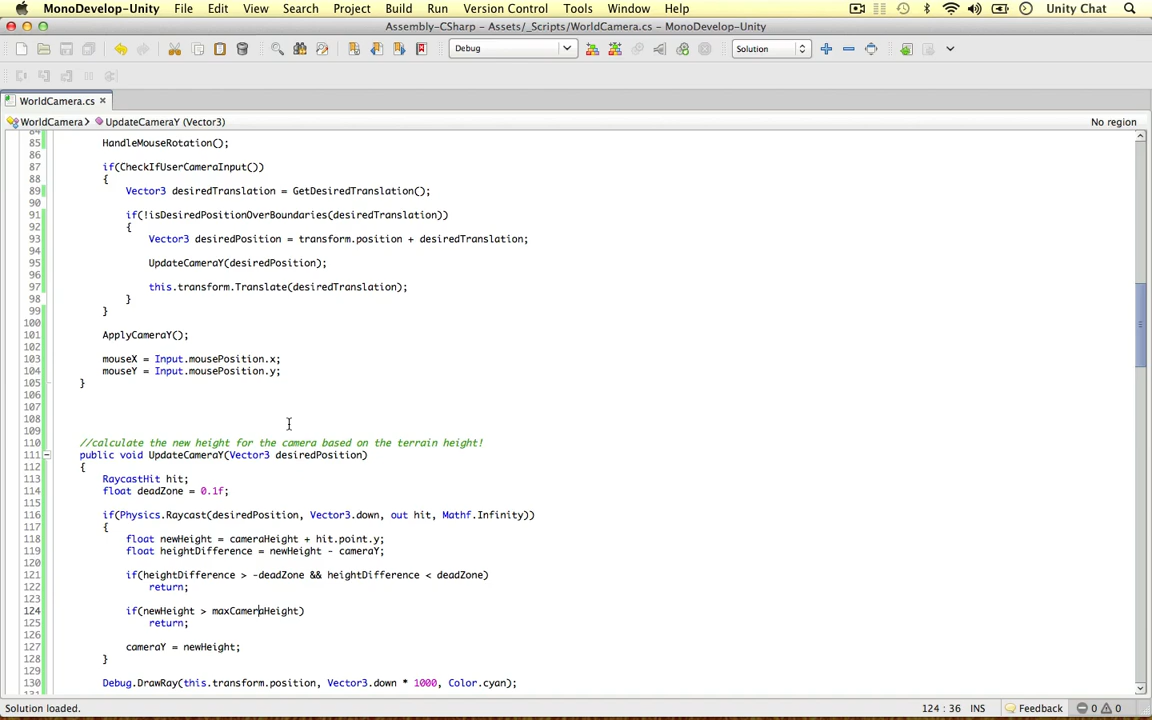 MonoDevelop-Unity File Edit View Search Project Build Run Version Control Tools Window Help Unity Chat
Assembly-CSharp - Assets/_Scripts/WorldCamera.cs - MonoDevelop-Unity
Debug Solution
WorldCamera.cs ×
WorldCamera UpdateCameraY (Vector3) No region
84
85 HandleMouseRotation();
86
87 if(CheckIfUserCameraInput())
88 {
89 Vector3 desiredTranslation = GetDesiredTranslation();
90
91 if(!isDesiredPositionOverBoundaries(desiredTranslation))
92 {
93 Vector3 desiredPosition = transform.position + desiredTranslation;
94
95 UpdateCameraY(desiredPosition);
96
97 this.transform.Translate(desiredTranslation);
98 }
99 }
100
101 ApplyCameraY();
102
103 mouseX = Input.mousePosition.x;
104 mouseY = Input.mousePosition.y;
105 }
106
107
108
109
110 //calculate the new height for the camera based on the terrain height!
111 public void UpdateCameraY(Vector3 desiredPosition)
112 {
113 RaycastHit hit;
114 float deadZone = 0.1f;
115
116 if(Physics.Raycast(desiredPosition, Vector3.down, out hit, Mathf.Infinity))
117 {
118 float newHeight = cameraHeight + hit.point.y;
119 float heightDifference = newHeight - cameraY;
120
121 if(heightDifference > -deadZone && heightDifference < deadZone)
122 return;
123
124 if(newHeight > maxCameraHeight)
125 return;
126
127 cameraY = newHeight;
128 }
129
130 Debug.DrawRay(this.transform.position, Vector3.down * 1000, Color.cyan);
131
Solution loaded. 124 : 36 INS Feedback 0 0